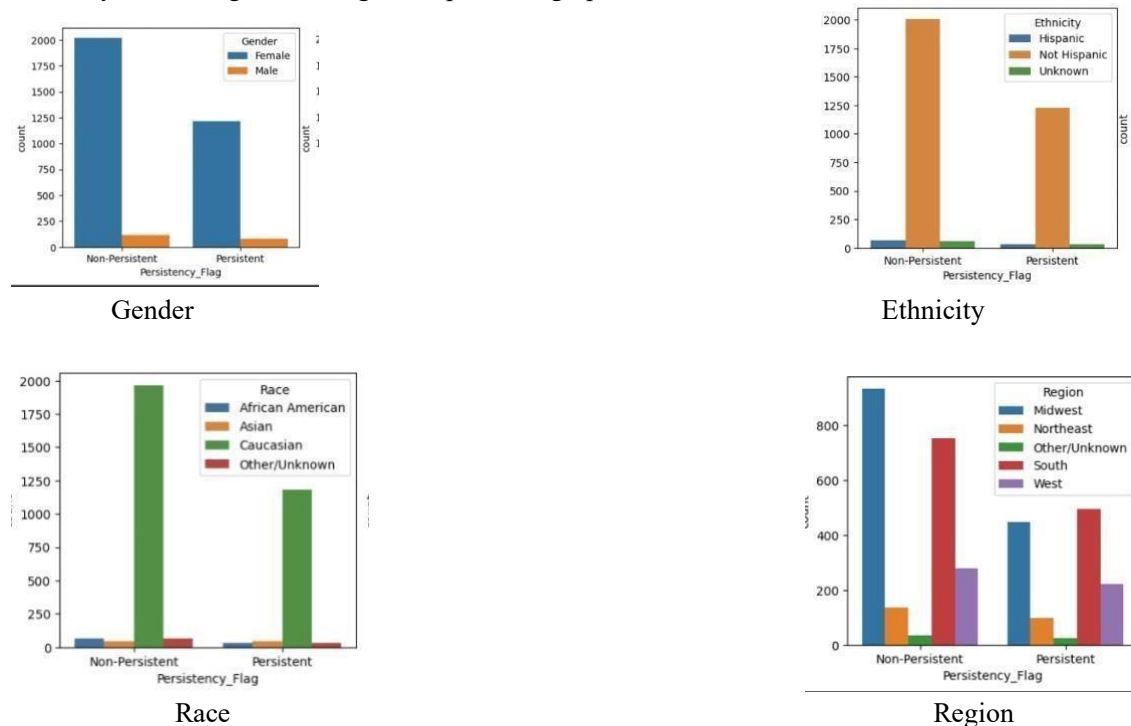 2000
1750
1500
1250
1000
750
500
250
0
count
Gender
Female
Male
Non-Persistent
Persistent
Persistency_Flag
count
Gender
2000
1750
1500
1250
1000
750
500
250
0
Ethnicity
Hispanic
Not Hispanic
Unknown
Non-Persistent
Persistent
Persistency_Flag
count
Ethnicity
2000
1750
1500
1250
1000
750
500
250
0
Race
African American
Asian
Caucasian
Other/Unknown
Non-Persistent
Persistent
Persistency_Flag
Race
800
600
400
200
0
count
Region
Midwest
Northeast
Other/Unknown
South
West
Non-Persistent
Persistent
Persistency_Flag
Region